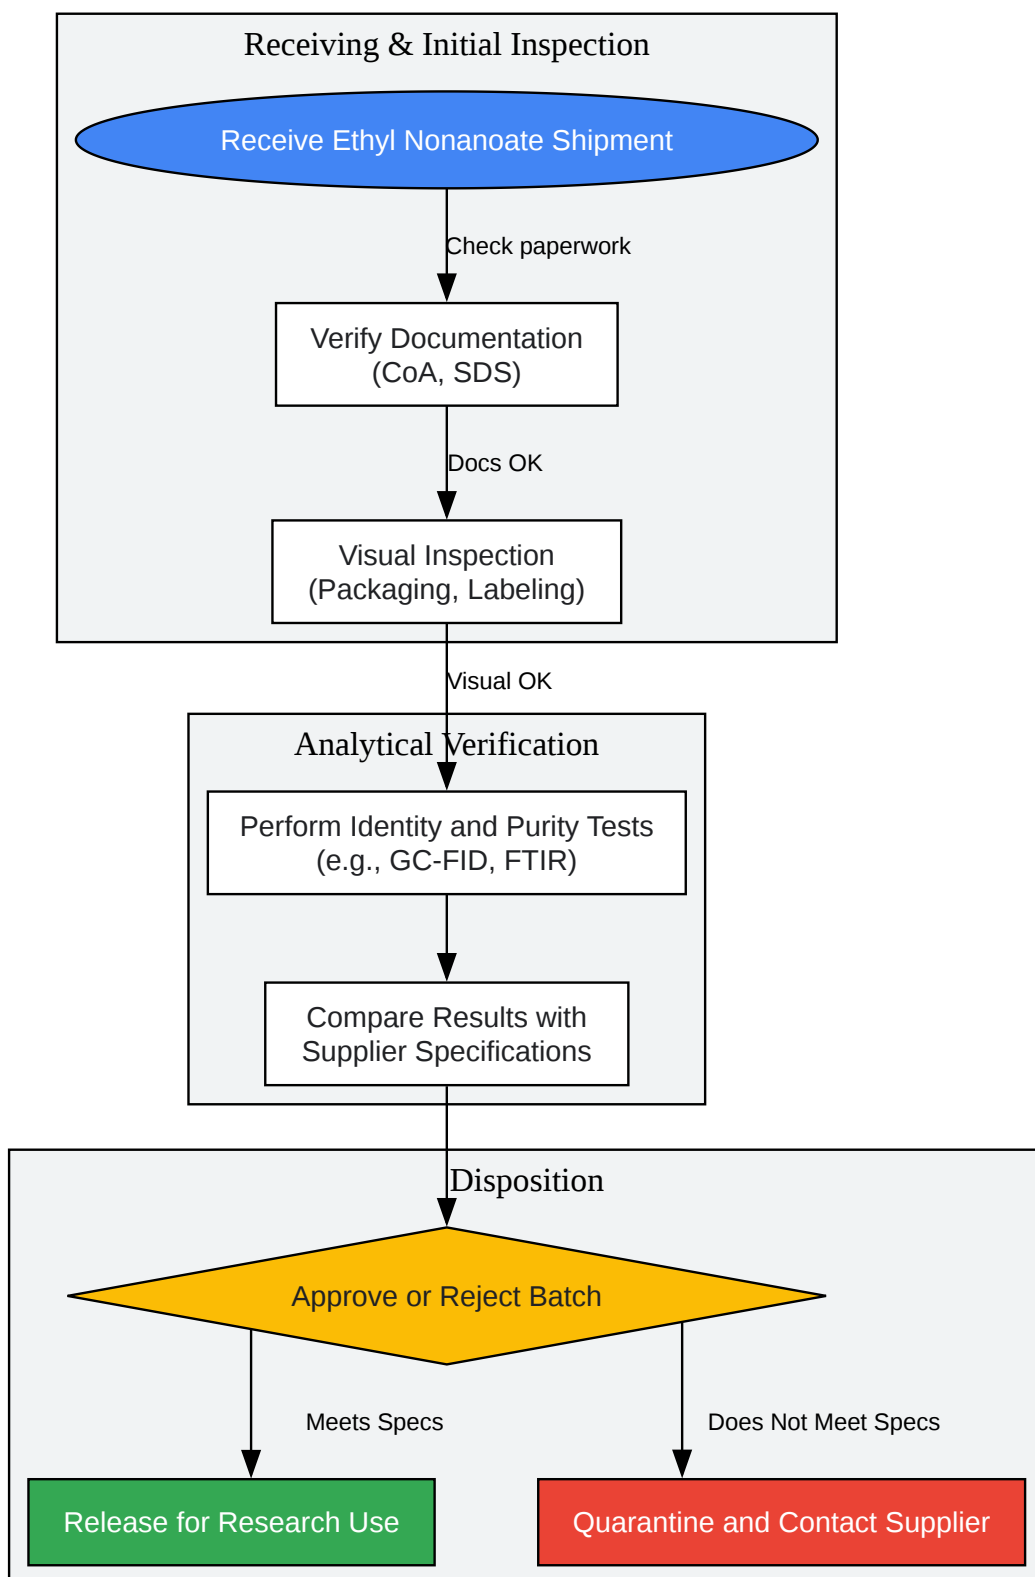 Receiving & Initial Inspection
Receive Ethyl Nonanoate Shipment
Check paperwork
Verify Documentation
(CoA, SDS)
Docs OK
Visual Inspection
(Packaging, Labeling)
Visual OK
Analytical Verification
Perform Identity and Purity Tests
(e.g., GC-FID, FTIR)
Compare Results with
Supplier Specifications
Disposition
Approve or Reject Batch
Meets Specs
Does Not Meet Specs
Release for Research Use
Quarantine and Contact Supplier